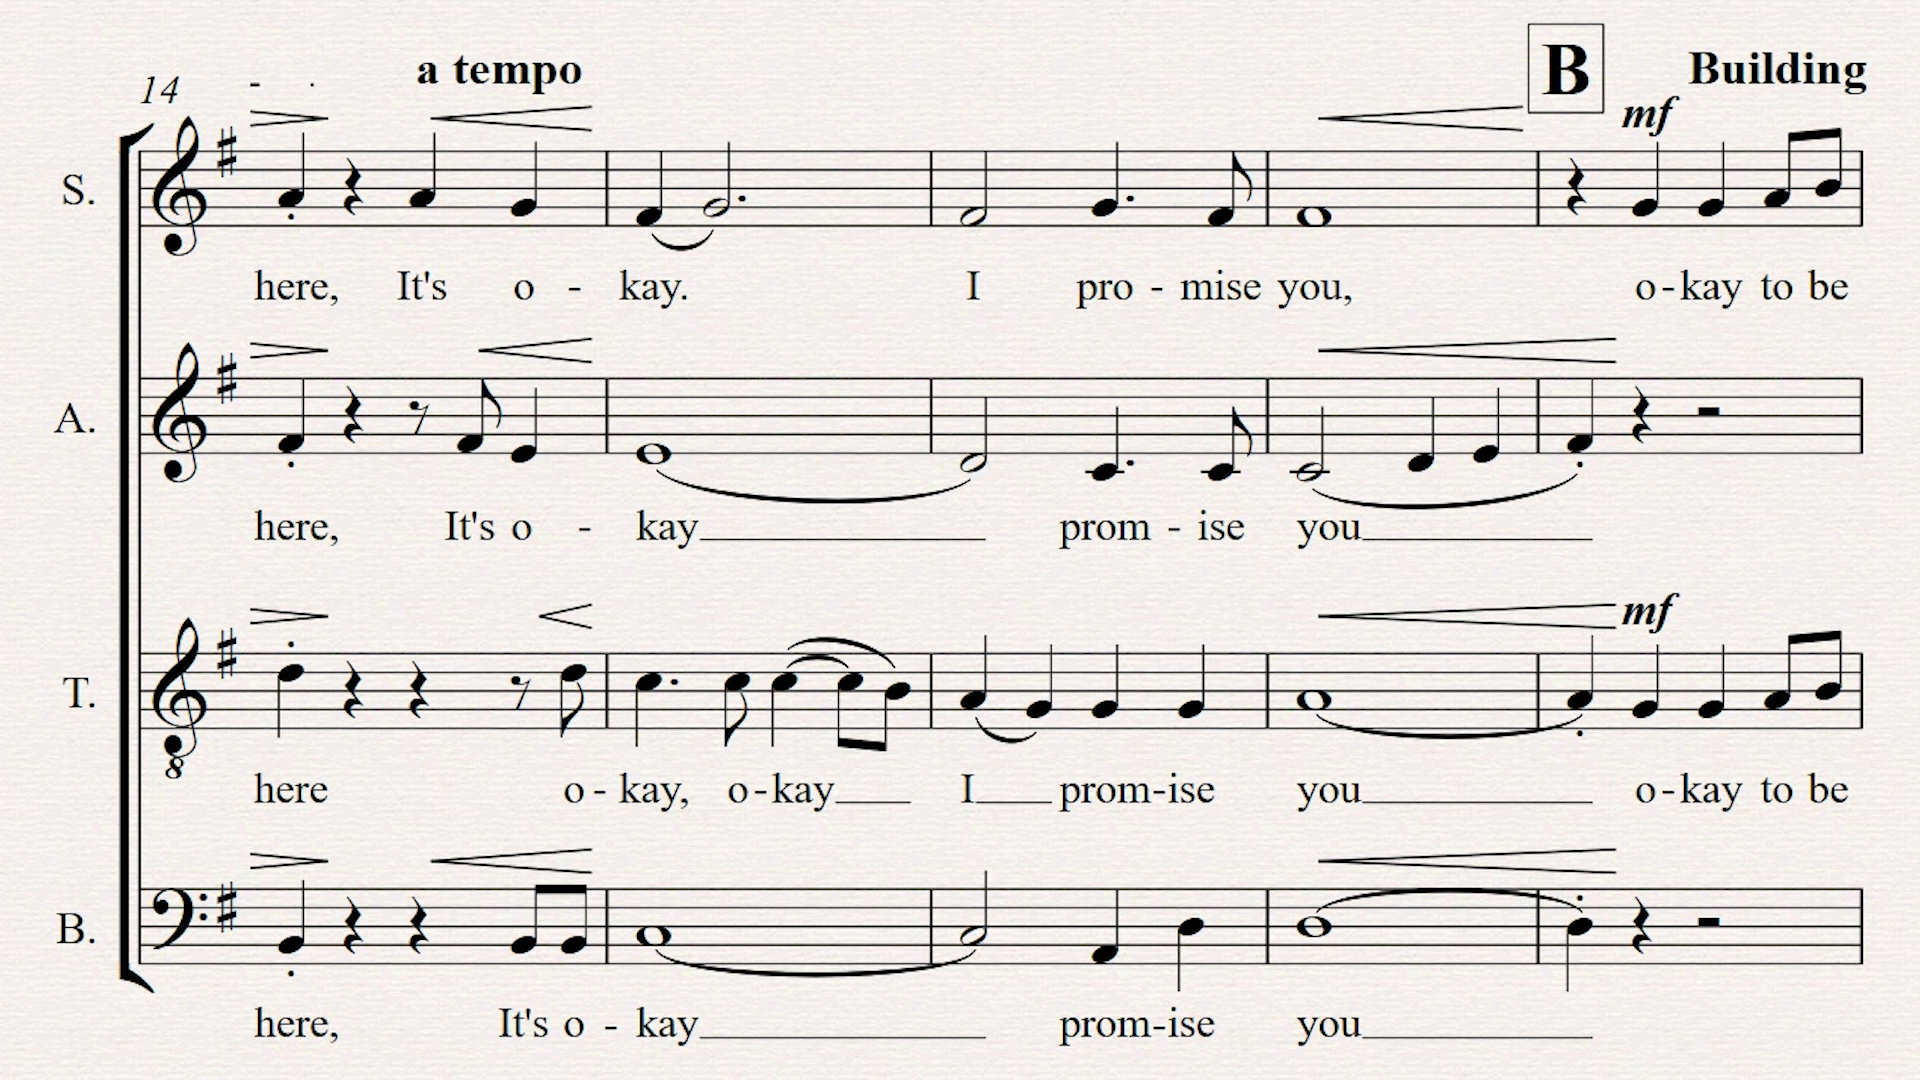 14 a tempo B Building
mf
S.
here, It's o - kay. I pro - mise you, o-kay to be
A.
here, It's o - kay prom - ise you
mf
T.
8
here o - kay, o-kay I prom-ise you o-kay to be
B.
here, It's o - kay prom-ise you